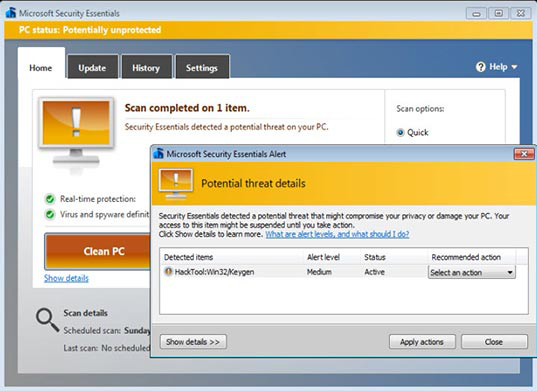 Microsoft Security Essentials
PC status: Potentially unprotected
Home
Update
History
Settings
Help
Scan completed on 1 item.
Security Essentials detected a potential threat on your PC.
Scan options:
Quick
Real-time protection:
Virus and spyware definit
Clean PC
Show details
Scan details
Scheduled scan: Sunday
Last scan: No scheduled
Microsoft Security Essentials Alert
Potential threat details
Security Essentials detected a potential threat that might compromise your privacy or damage your PC. Your
access to this item may be suspended until you take action.
Click Show details to learn more. What are alert levels, and what should I do?
Detected items Alert level Status Recommended action
HackTool:Win32/Keygen Medium Active Select an action
Show details >> Apply actions Close